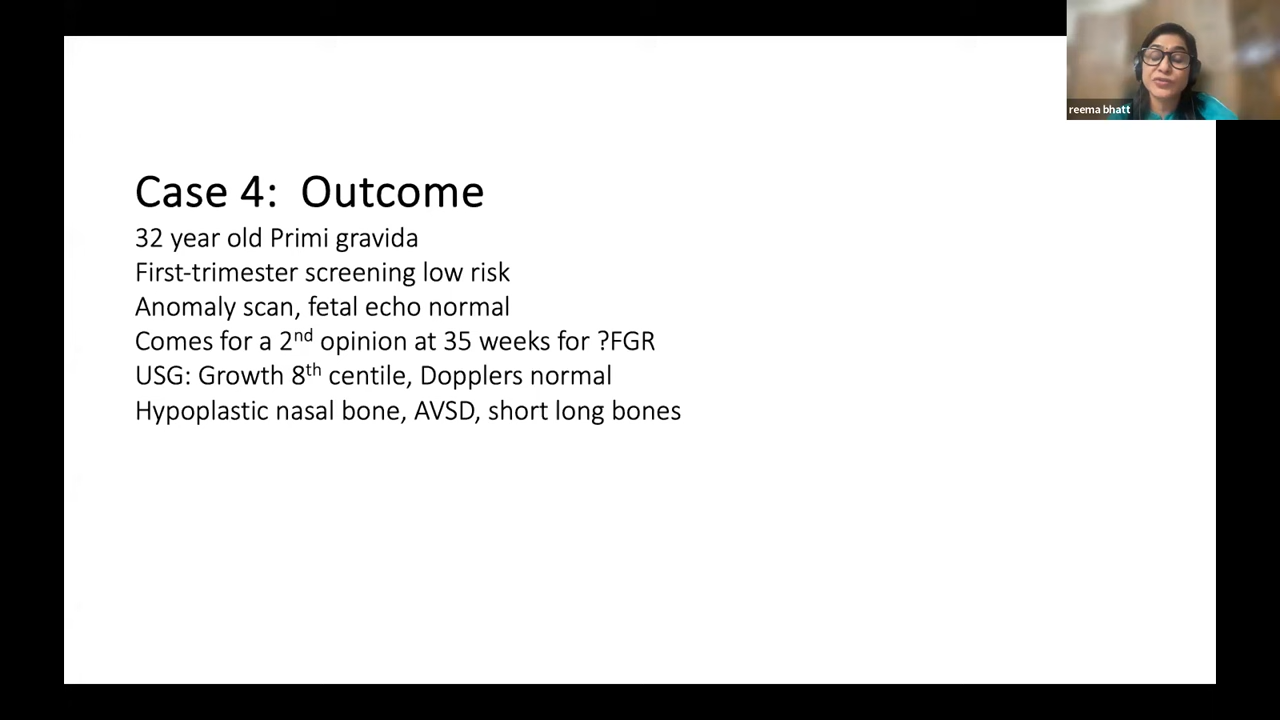 reema bhatt
Case 4:  Outcome
32 year old Primi gravida
First-trimester screening low risk
Anomaly scan, fetal echo normal
Comes for a 2nd opinion at 35 weeks for ?FGR
USG: Growth 8th centile, Dopplers normal
Hypoplastic nasal bone, AVSD, short long bones